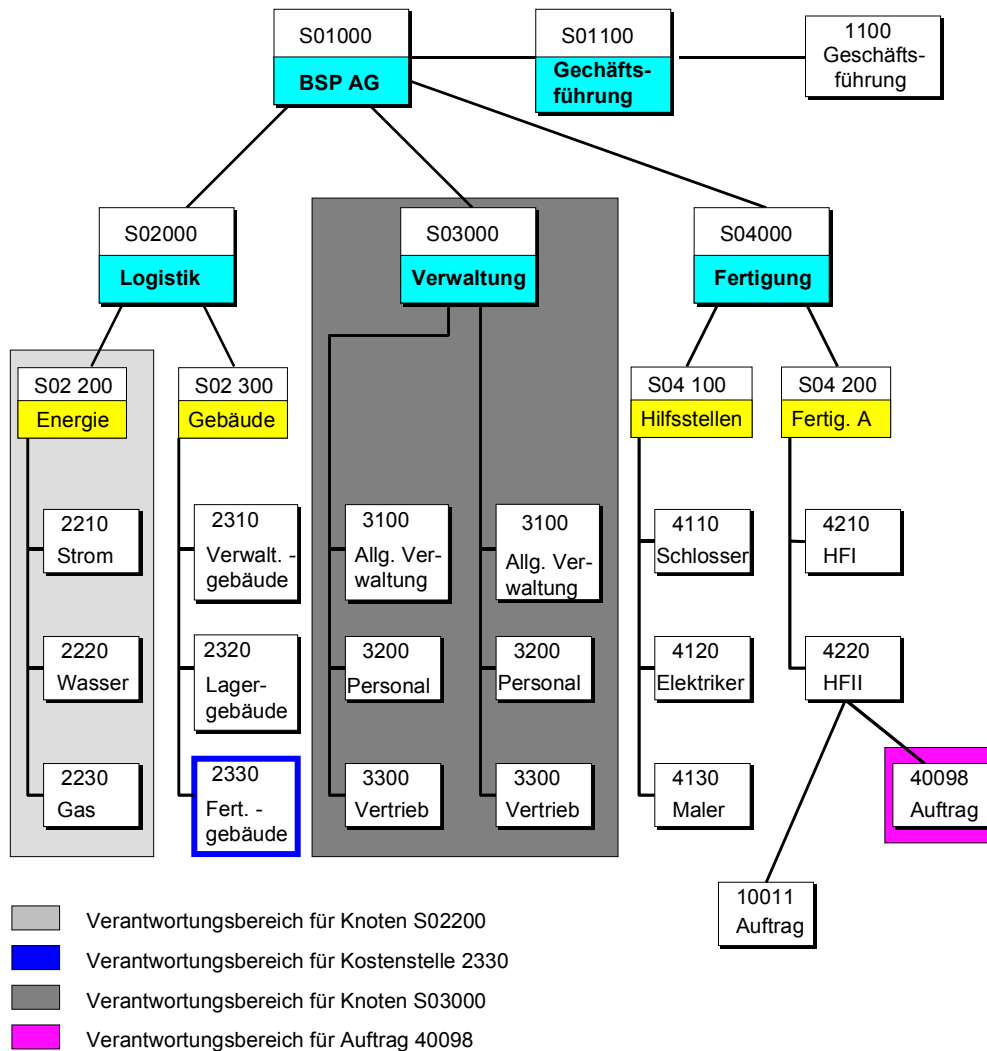 S01000
BSP AG
S01100
Gechäfts-
führung
1100
Geschäfts-
führung
S02000
Logistik
S03000
Verwaltung
S04000
Fertigung
S02 200
Energie
S02 300
Gebäude
S04 100
Hilfsstellen
S04 200
Fertig. A
2210
Strom
2220
Wasser
2230
Gas
2310
Verwalt. -
gebäude
2320
Lager-
gebäude
2330
Fert. -
gebäude
3100
Allg. Ver-
waltung
3200
Personal
3300
Vertrieb
3100
Allg. Ver-
waltung
3200
Personal
3300
Vertrieb
4110
Schlosser
4120
Elektriker
4130
Maler
4210
HFI
4220
HFII
40098
Auftrag
10011
Auftrag
Verantwortungsbereich für Knoten S02200
Verantwortungsbereich für Kostenstelle 2330
Verantwortungsbereich für Knoten S03000
Verantwortungsbereich für Auftrag 40098